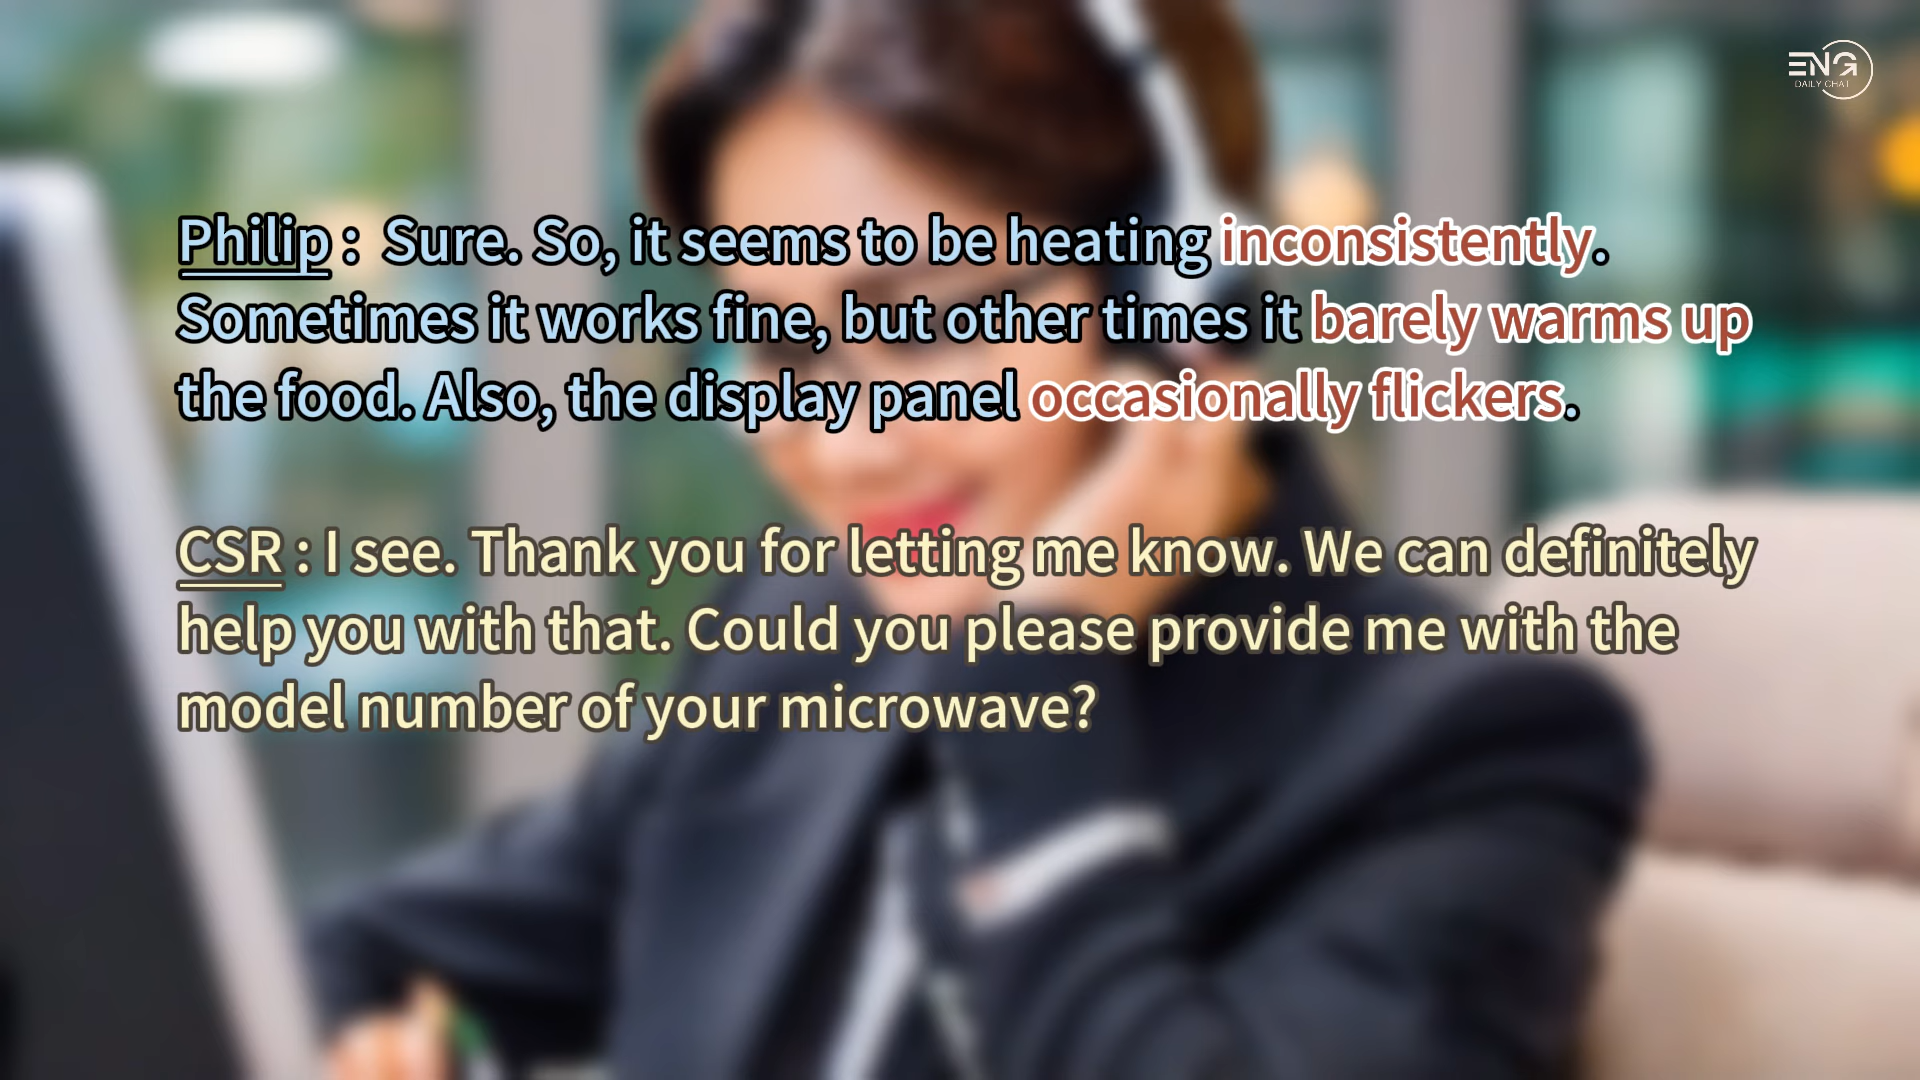 ENG
DAILY CHAT
Philip : Sure. So, it seems to be heating inconsistently.
Sometimes it works fine, but other times it barely warms up
the food. Also, the display panel occasionally flickers.
CSR : I see. Thank you for letting me know. We can definitely
help you with that. Could you please provide me with the
model number of your microwave?